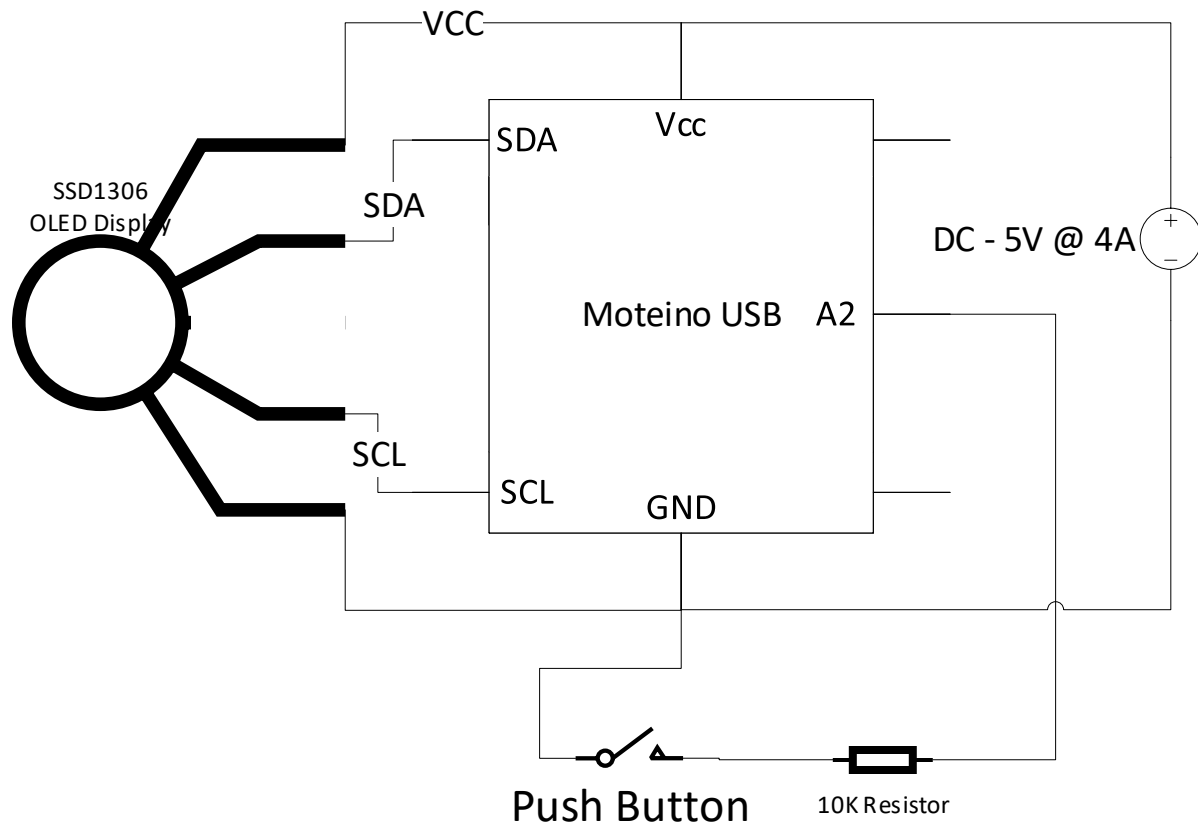 VCC
Vcc
SDA
SSD1306
OLED Display
SDA
DC - 5V @ 4A
+
−
Moteino USB
A2
SCL
SCL
GND
Push Button
10K Resistor